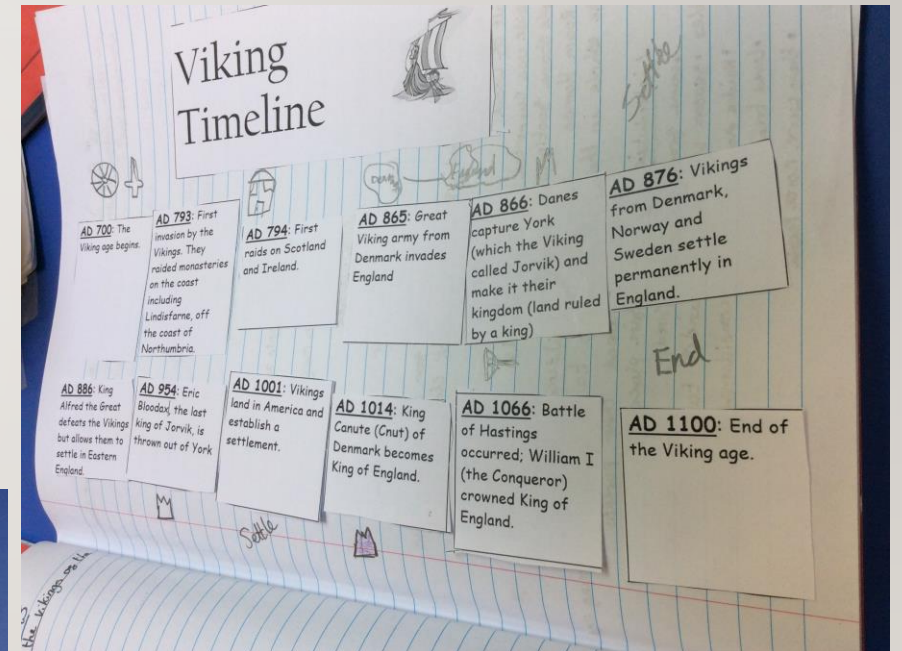 Viking
Timeline
Settle
England
AD 700: The
Viking age begins.
AD 793: First
invasion by the
Vikings. They
raided monasteries
on the coast
including
Lindisfarne, off
the coast of
Northumbria.
AD 794: First
raids on Scotland
and Ireland.
AD 865: Great
Viking army from
Denmark invades
England
AD 866: Danes
capture York
(which the Viking
called Jorvik) and
make it their
kingdom (land ruled
by a king)
AD 876: Vikings
from Denmark,
Norway and
Sweden settle
permanently in
England.
End
AD 886: King
Alfred the Great
defeats the Vikings
but allows them to
settle in Eastern
England.
AD 954: Eric
Bloodax, the last
king of Jorvik, is
thrown out of York
AD 1001: Vikings
land in America and
establish a
settlement.
AD 1014: King
Canute (Cnut) of
Denmark becomes
King of England.
AD 1066: Battle
of Hastings
occurred; William I
(the Conqueror)
crowned King of
England.
AD 1100: End of
the Viking age.
Settle
the Vikings on the